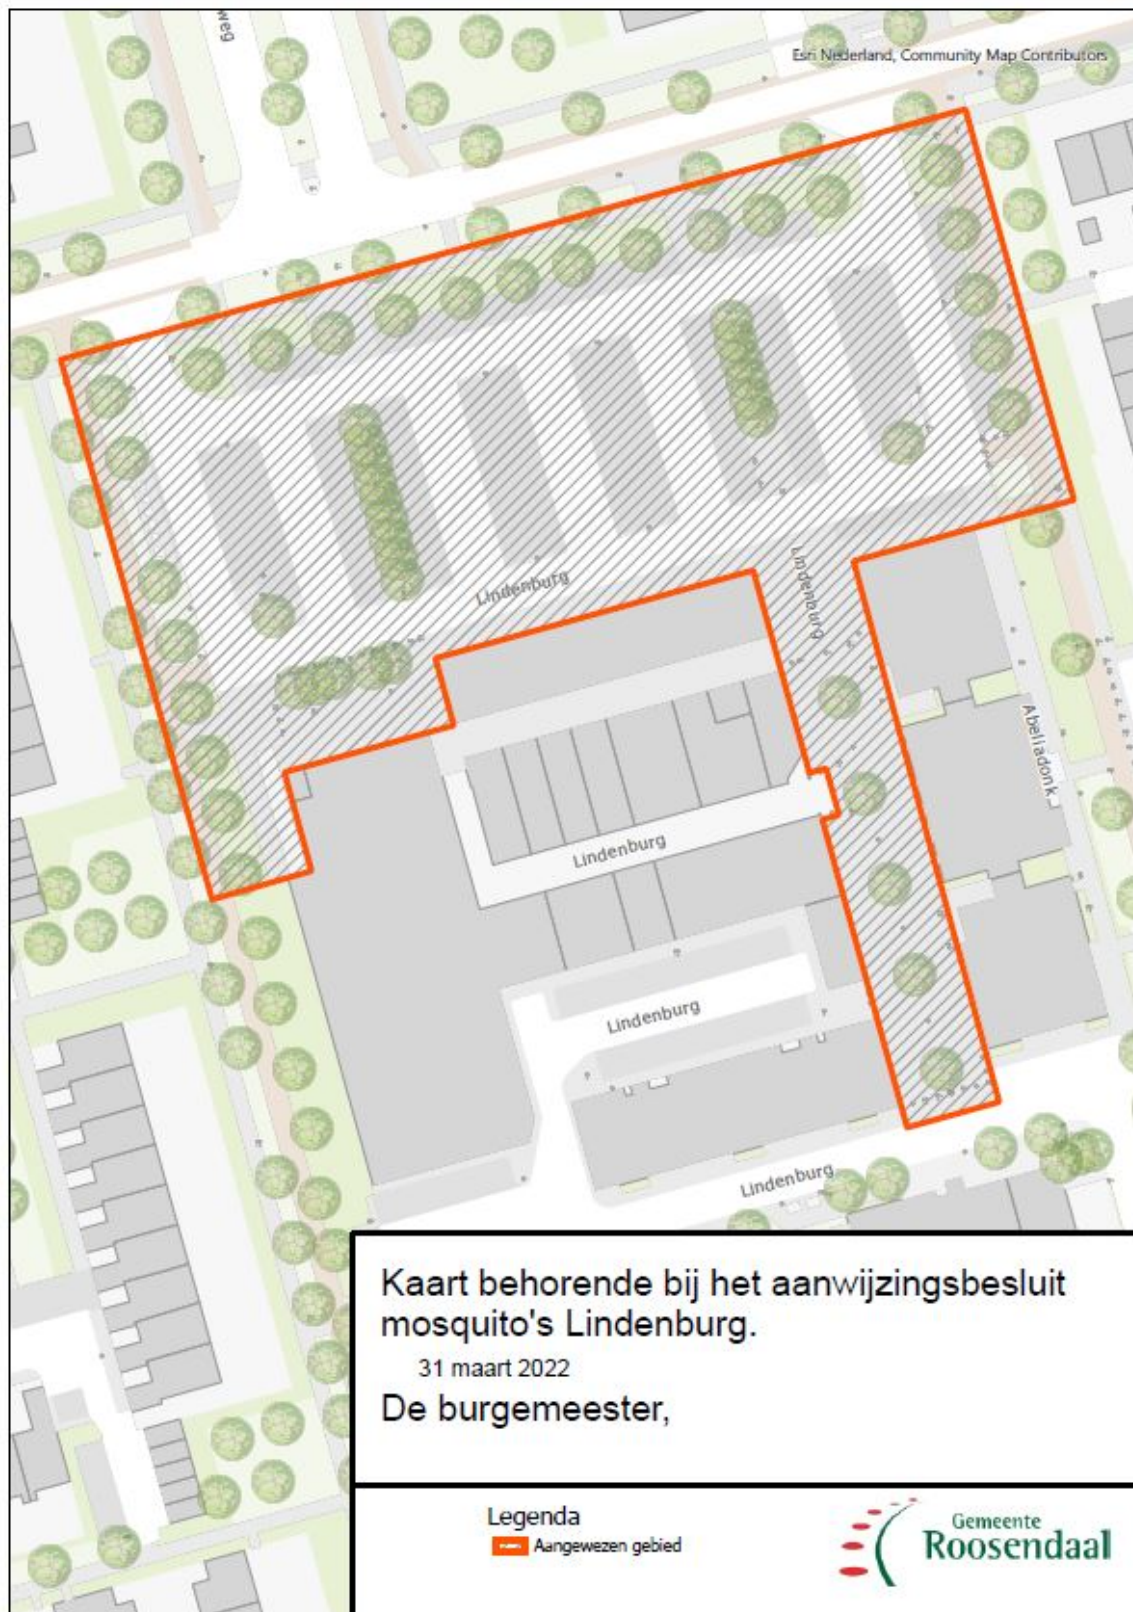 weg
Esri Nederland, Community Map Contributors
Lindenburg
Lindenburg
Abeliadonk
Lindenburg
Lindenburg
Lindenburg
Kaart behorende bij het aanwijzingsbesluit
mosquito's Lindenburg.
31 maart 2022
De burgemeester,
Legenda
Aangewezen gebied
Gemeente
Roosendaal